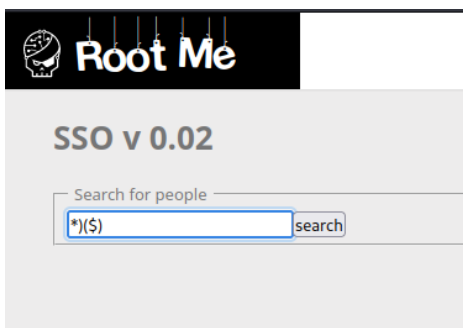 Root Me
SSO v 0.02
Search for people
*)($)
search